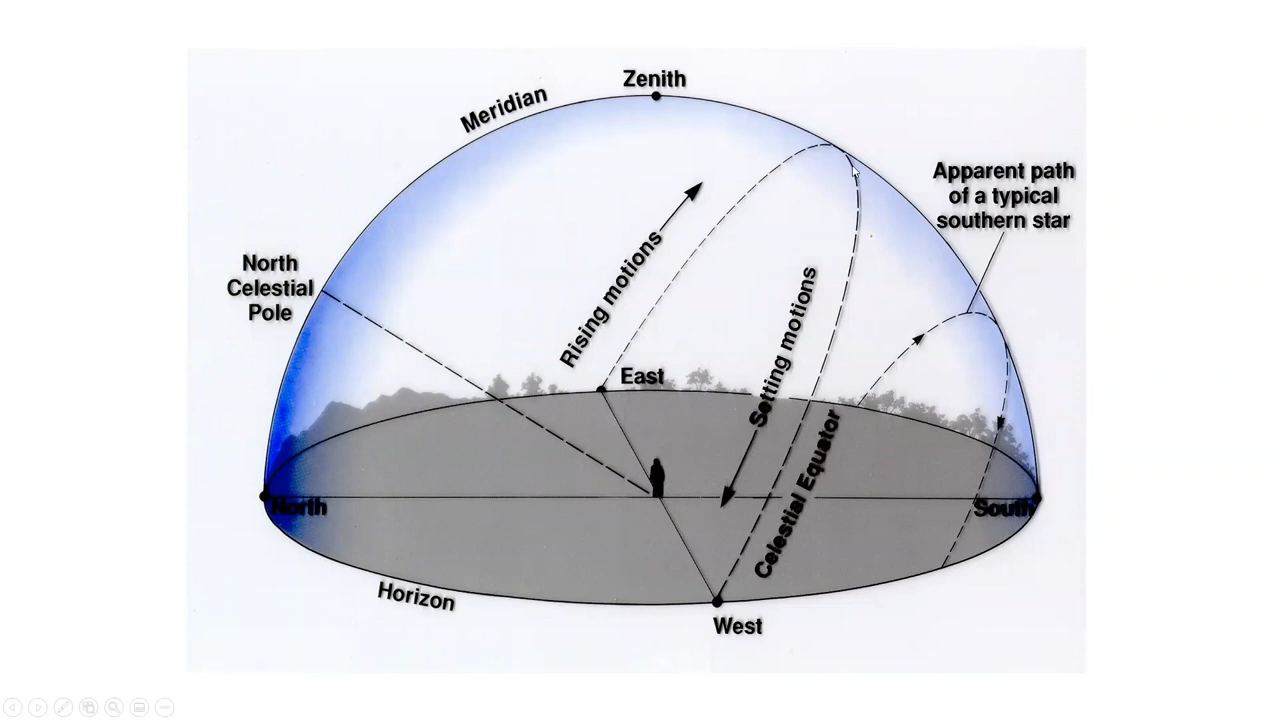 Zenith
Meridian
Apparent path
of a typical
southern star
North
Celestial
Pole
Rising motions
Setting motions
East
Celestial Equator
North
South
Horizon
West